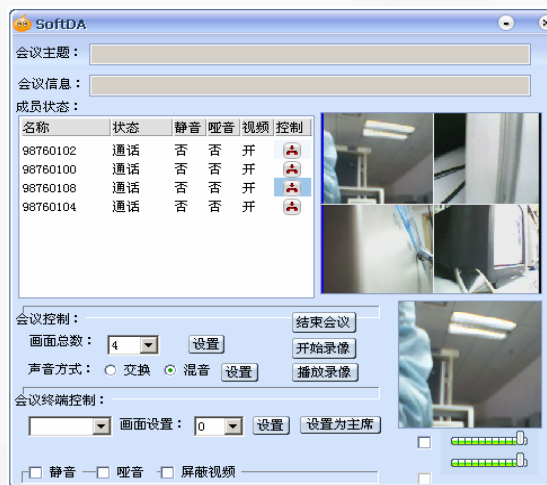 SoftDA
会议主题：
会议信息：
成员状态：
名称 状态 静音 哑音 视频 控制
98760102 通话 否 否 开
98760100 通话 否 否 开
98760108 通话 否 否 开
98760104 通话 否 否 开
会议控制： 结束会议
画面总数： 4 设置 开始录像
声音方式： 交换 混音 设置 播放录像
会议终端控制：
画面设置： 0 设置 设置为主席
静音 哑音 屏蔽视频